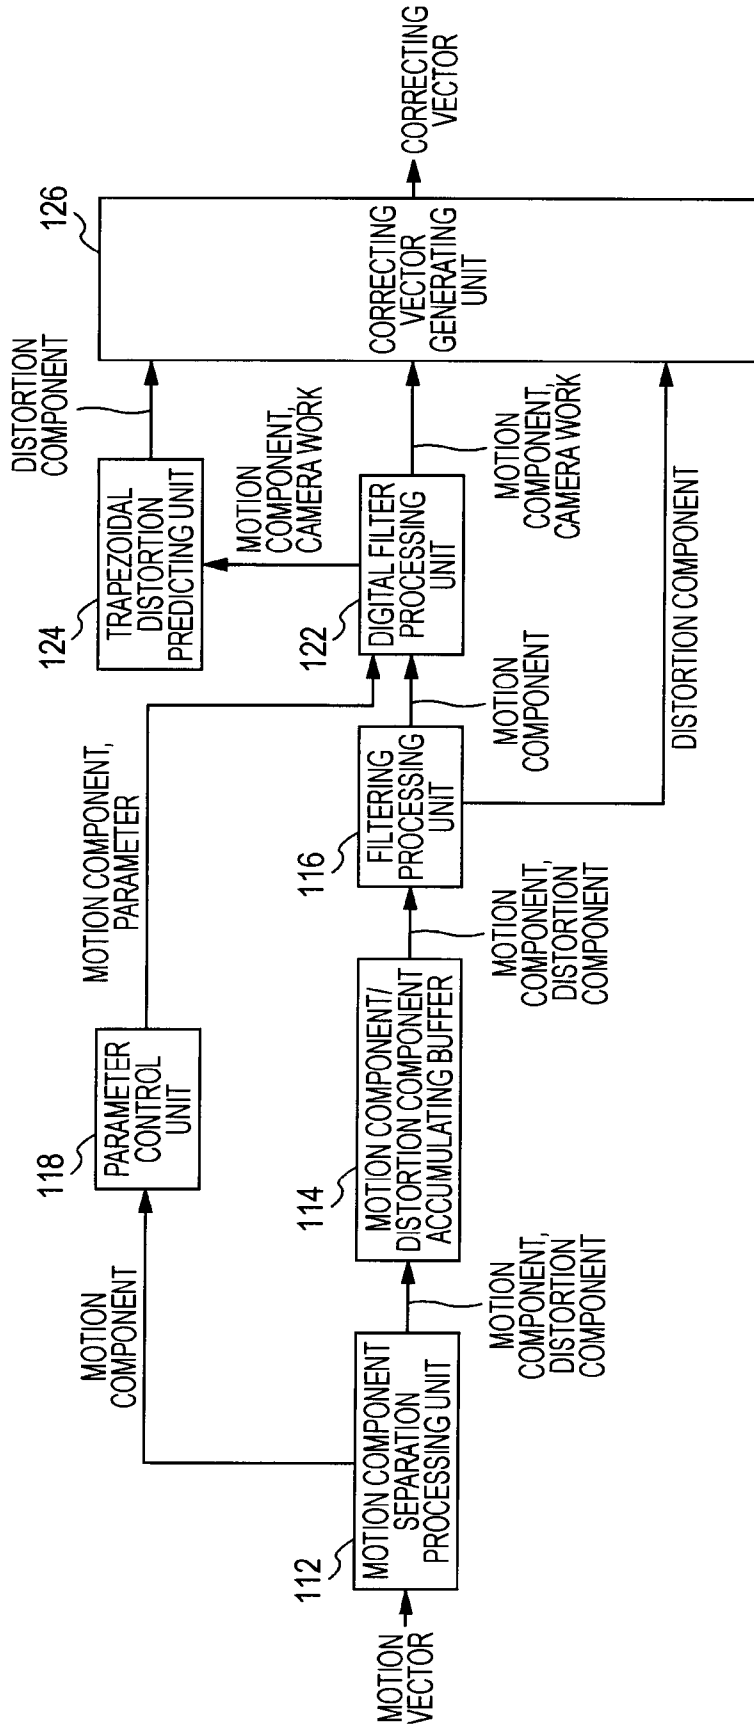 MOTION
VECTOR
112
MOTION COMPONENT
SEPARATION
PROCESSING UNIT
MOTION
COMPONENT
118
PARAMETER
CONTROL
UNIT
MOTION COMPONENT,
PARAMETER
MOTION
COMPONENT,
DISTORTION
COMPONENT
114
MOTION COMPONENT/
DISTORTION COMPONENT
ACCUMULATING BUFFER
MOTION
COMPONENT,
DISTORTION
COMPONENT
116
FILTERING
PROCESSING
UNIT
MOTION
COMPONENT
122
DIGITAL FILTER
PROCESSING
UNIT
MOTION
COMPONENT,
CAMERA WORK
124
TRAPEZOIDAL
DISTORTION
PREDICTING UNIT
DISTORTION
COMPONENT
MOTION
COMPONENT,
CAMERA WORK
DISTORTION COMPONENT
126
CORRECTING
VECTOR
GENERATING
UNIT
CORRECTING
VECTOR